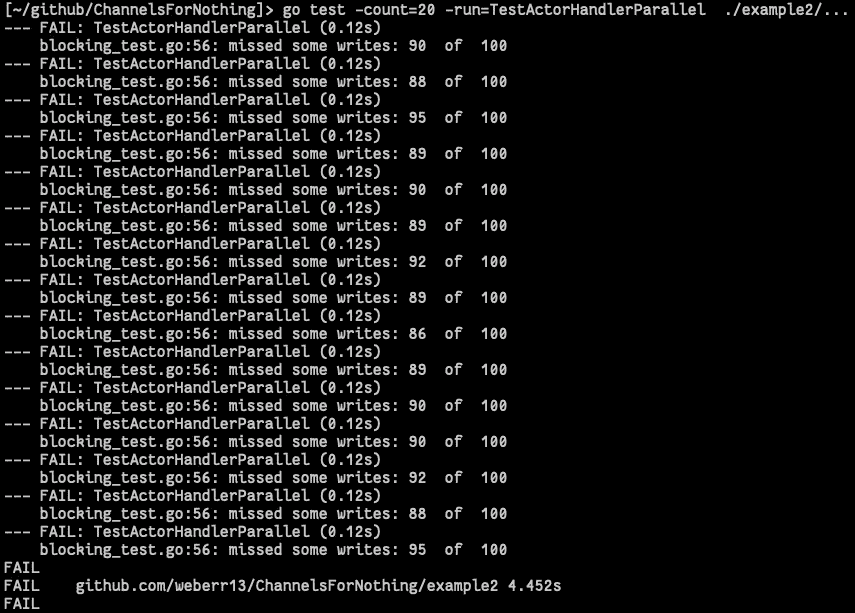 [~/github/ChannelsForNothing]> go test -count=20 -run=TestActorHandlerParallel  ./example2/...
--- FAIL: TestActorHandlerParallel (0.12s)
    blocking_test.go:56: missed some writes: 90  of  100
--- FAIL: TestActorHandlerParallel (0.12s)
    blocking_test.go:56: missed some writes: 88  of  100
--- FAIL: TestActorHandlerParallel (0.12s)
    blocking_test.go:56: missed some writes: 95  of  100
--- FAIL: TestActorHandlerParallel (0.12s)
    blocking_test.go:56: missed some writes: 89  of  100
--- FAIL: TestActorHandlerParallel (0.12s)
    blocking_test.go:56: missed some writes: 90  of  100
--- FAIL: TestActorHandlerParallel (0.12s)
    blocking_test.go:56: missed some writes: 89  of  100
--- FAIL: TestActorHandlerParallel (0.12s)
    blocking_test.go:56: missed some writes: 92  of  100
--- FAIL: TestActorHandlerParallel (0.12s)
    blocking_test.go:56: missed some writes: 89  of  100
--- FAIL: TestActorHandlerParallel (0.12s)
    blocking_test.go:56: missed some writes: 86  of  100
--- FAIL: TestActorHandlerParallel (0.12s)
    blocking_test.go:56: missed some writes: 89  of  100
--- FAIL: TestActorHandlerParallel (0.12s)
    blocking_test.go:56: missed some writes: 90  of  100
--- FAIL: TestActorHandlerParallel (0.12s)
    blocking_test.go:56: missed some writes: 90  of  100
--- FAIL: TestActorHandlerParallel (0.12s)
    blocking_test.go:56: missed some writes: 92  of  100
--- FAIL: TestActorHandlerParallel (0.12s)
    blocking_test.go:56: missed some writes: 88  of  100
--- FAIL: TestActorHandlerParallel (0.12s)
    blocking_test.go:56: missed some writes: 95  of  100
FAIL
FAIL    github.com/weberr13/ChannelsForNothing/example2 4.452s
FAIL